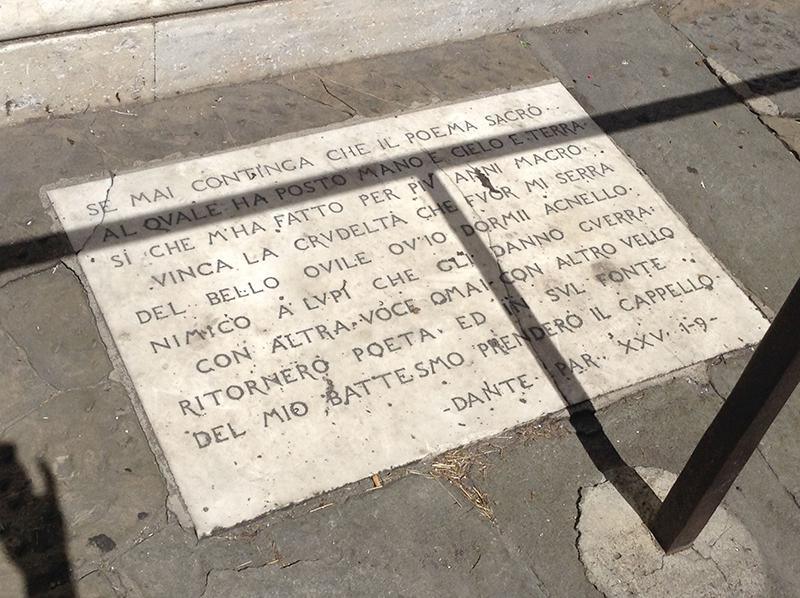 SE MAI CONTINGA CHE IL POEMA SACRO
AL QVALE HA POSTO MANO E CIELO E TERRA·
SÌ CHE M'HA FATTO PER PIV ANNI MACRO·
VINCA LA CRVDELTÀ CHE FVOR MI SERRA
DEL BELLO OVILE OV'IO DORMII AGNELLO·
NIMICO A LVPI CHE GLI DANNO GVERRA·
CON ALTRA VOCE OMAI CON ALTRO VELLO
RITORNERÒ POETA ED IN SVL FONTE
DEL MIO BATTESMO PRENDERÒ IL CAPPELLO
-DANTE PAR· XXV· 1-9-